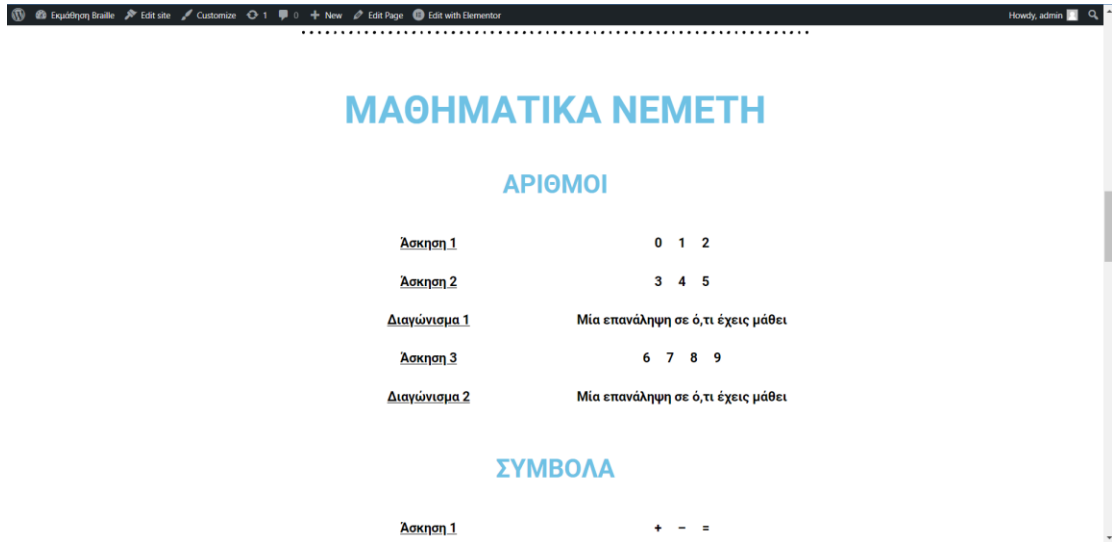 Εκμάθηση Braille Edit site Customize 1 0 + New Edit Page Edit with Elementor Howdy, admin
ΜΑΘΗΜΑΤΙΚΑ ΝΕΜΕΤΗ
ΑΡΙΘΜΟΙ
Άσκηση 1 0 1 2
Άσκηση 2 3 4 5
Διαγώνισμα 1 Μία επανάληψη σε ό,τι έχεις μάθει
Άσκηση 3 6 7 8 9
Διαγώνισμα 2 Μία επανάληψη σε ό,τι έχεις μάθει
ΣΥΜΒΟΛΑ
Άσκηση 1 + − =